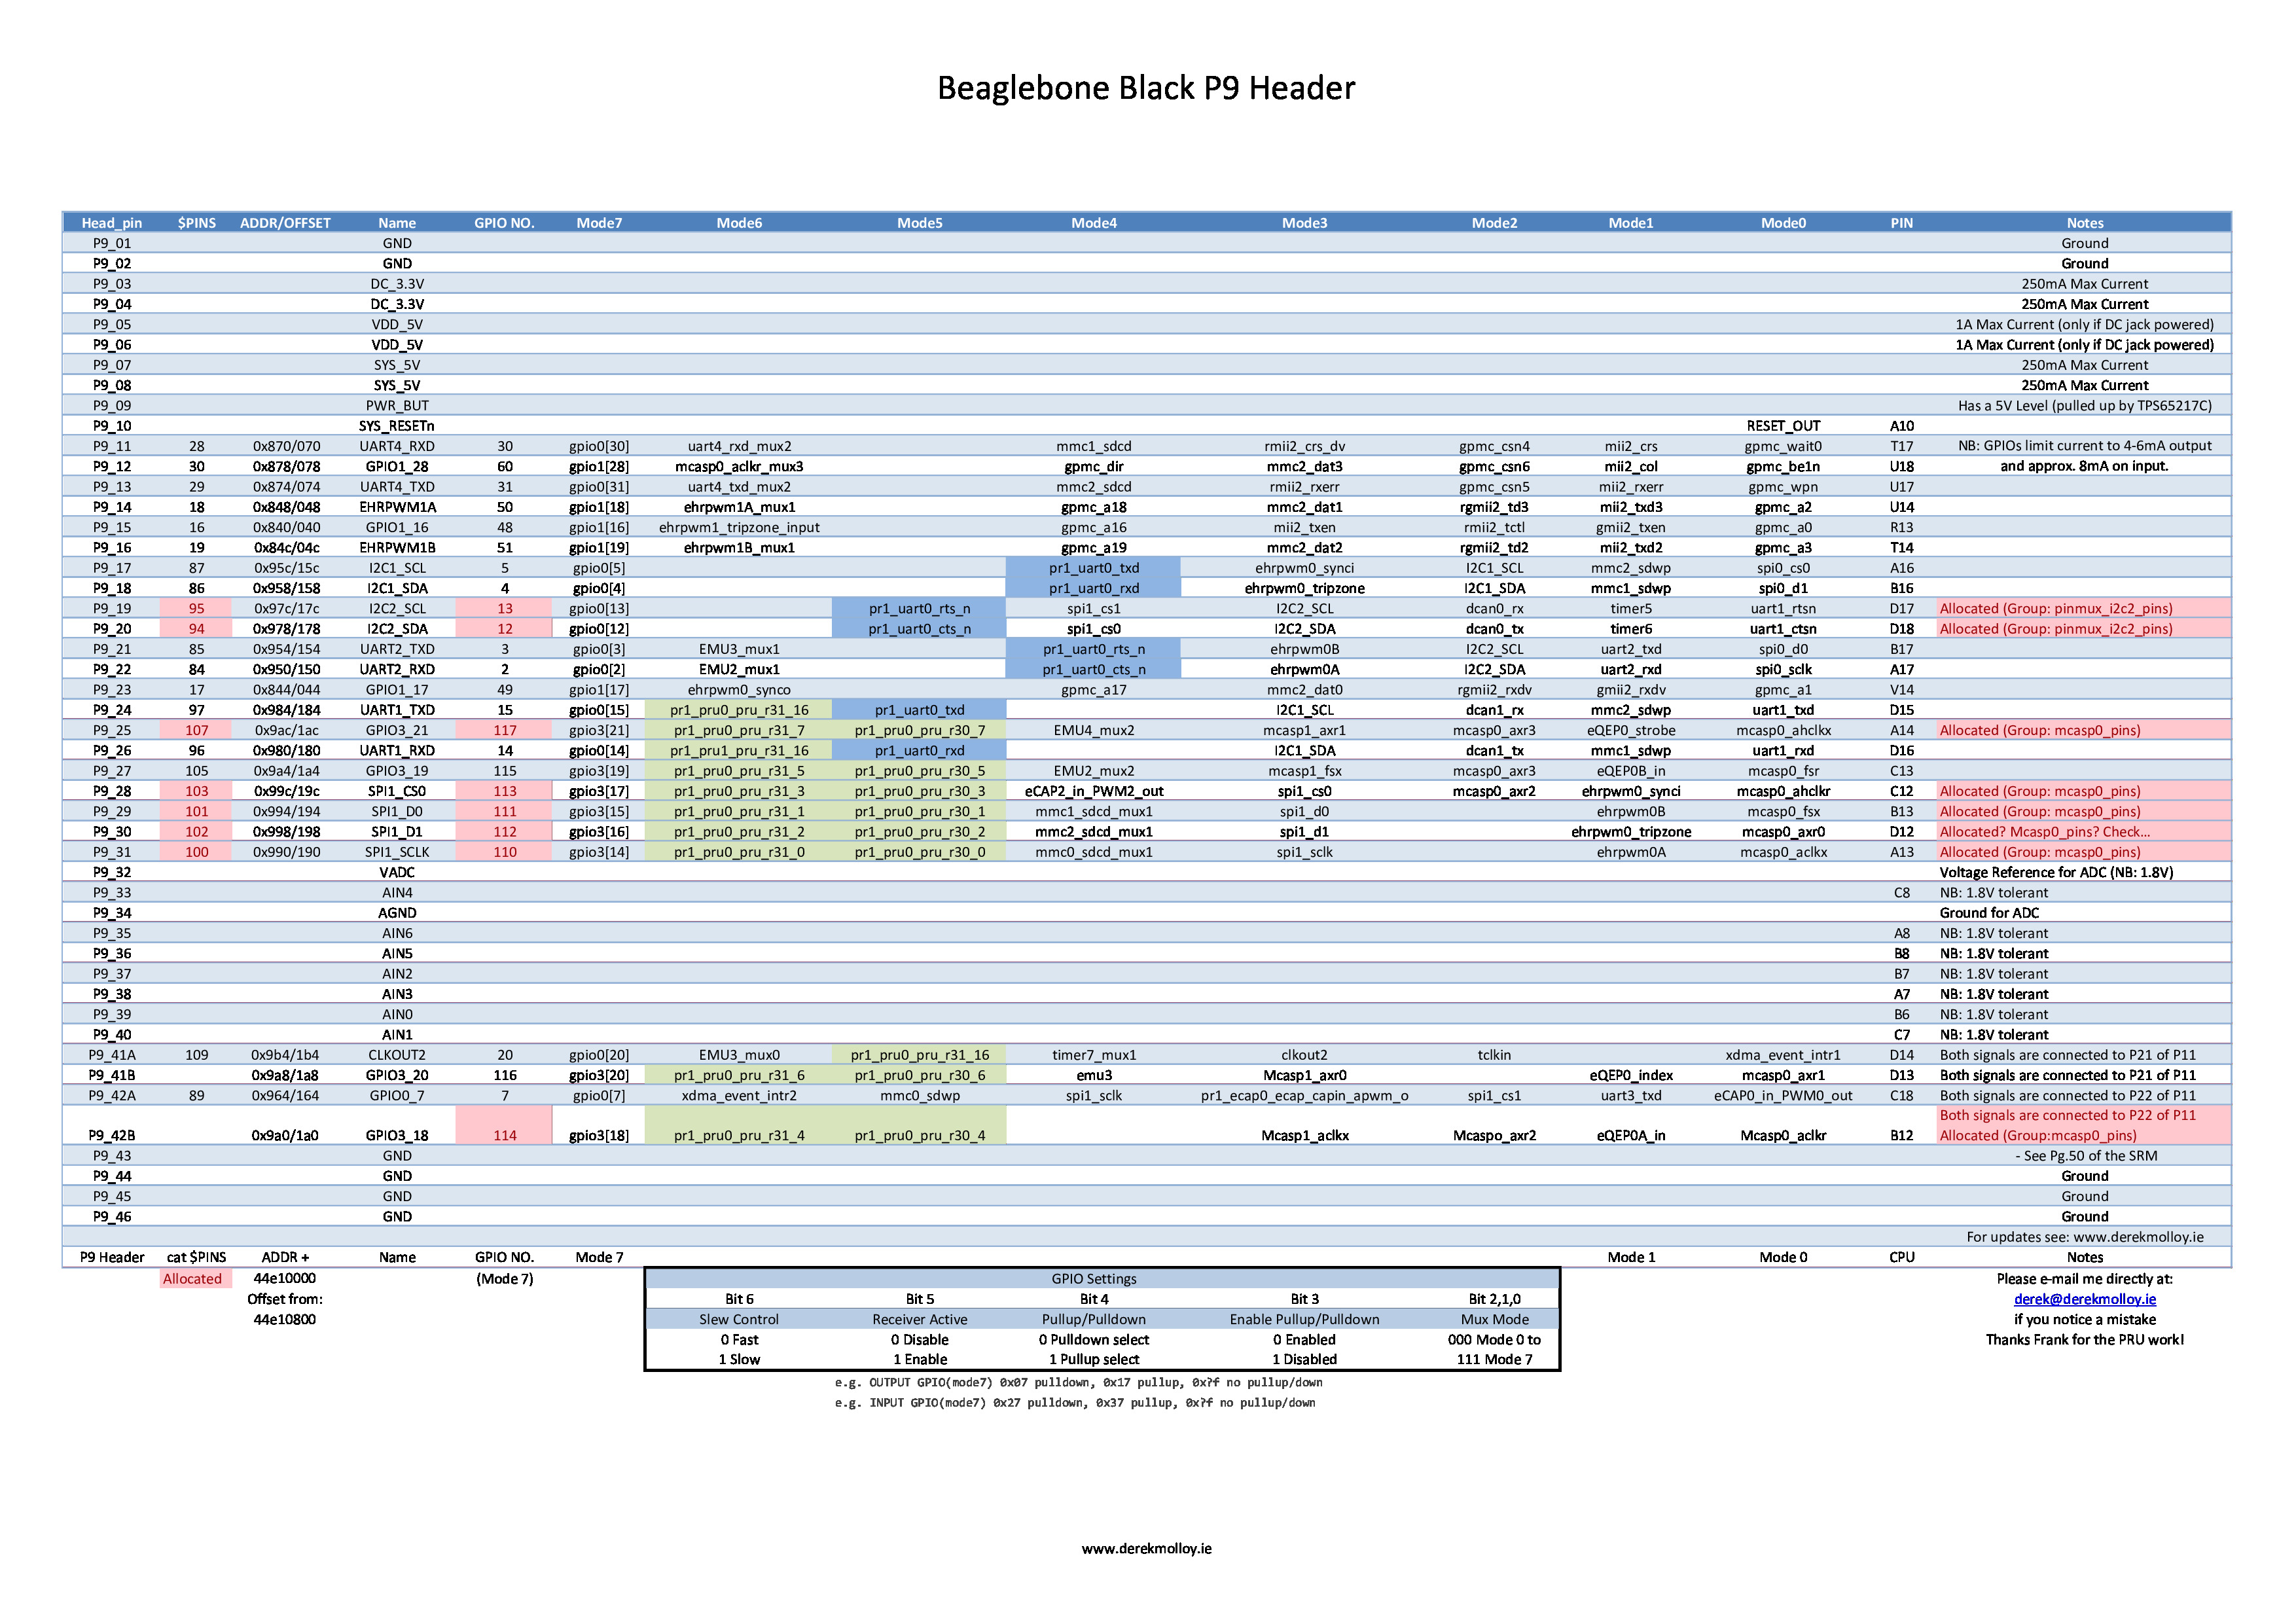 Beaglebone Black P9 Header
Head_pin $PINS ADDR/OFFSET Name GPIO NO. Mode7 Mode6 Mode5 Mode4 Mode3 Mode2 Mode1 Mode0 PIN Notes
P9_01 GND Ground
P9_02 GND Ground
P9_03 DC_3.3V 250mA Max Current
P9_04 DC_3.3V 250mA Max Current
P9_05 VDD_5V 1A Max Current (only if DC jack powered)
P9_06 VDD_5V 1A Max Current (only if DC jack powered)
P9_07 SYS_5V 250mA Max Current
P9_08 SYS_5V 250mA Max Current
P9_09 PWR_BUT Has a 5V Level (pulled up by TPS65217C)
P9_10 SYS_RESETn RESET_OUT A10
P9_11 28 0x870/070 UART4_RXD 30 gpio0[30] uart4_rxd_mux2 mmc1_sdcd rmii2_crs_dv gpmc_csn4 mii2_crs gpmc_wait0 T17 NB: GPIOs limit current to 4-6mA output
P9_12 30 0x878/078 GPIO1_28 60 gpio1[28] mcasp0_aclkr_mux3 gpmc_dir mmc2_dat3 gpmc_csn6 mii2_col gpmc_be1n U18 and approx. 8mA on input.
P9_13 29 0x874/074 UART4_TXD 31 gpio0[31] uart4_txd_mux2 mmc2_sdcd rmii2_rxerr gpmc_csn5 mii2_rxerr gpmc_wpn U17
P9_14 18 0x848/048 EHRPWM1A 50 gpio1[18] ehrpwm1A_mux1 gpmc_a18 mmc2_dat1 rgmii2_td3 mii2_txd3 gpmc_a2 U14
P9_15 16 0x840/040 GPIO1_16 48 gpio1[16] ehrpwm1_tripzone_input gpmc_a16 mii2_txen rmii2_tctl gmii2_txen gpmc_a0 R13
P9_16 19 0x84c/04c EHRPWM1B 51 gpio1[19] ehrpwm1B_mux1 gpmc_a19 mmc2_dat2 rgmii2_td2 mii2_txd2 gpmc_a3 T14
P9_17 87 0x95c/15c I2C1_SCL 5 gpio0[5] pr1_uart0_txd ehrpwm0_synci I2C1_SCL mmc2_sdwp spi0_cs0 A16
P9_18 86 0x958/158 I2C1_SDA 4 gpio0[4] pr1_uart0_rxd ehrpwm0_tripzone I2C1_SDA mmc1_sdwp spi0_d1 B16
P9_19 95 0x97c/17c I2C2_SCL 13 gpio0[13] pr1_uart0_rts_n spi1_cs1 I2C2_SCL dcan0_rx timer5 uart1_rtsn D17 Allocated (Group: pinmux_i2c2_pins)
P9_20 94 0x978/178 I2C2_SDA 12 gpio0[12] pr1_uart0_cts_n spi1_cs0 I2C2_SDA dcan0_tx timer6 uart1_ctsn D18 Allocated (Group: pinmux_i2c2_pins)
P9_21 85 0x954/154 UART2_TXD 3 gpio0[3] EMU3_mux1 pr1_uart0_rts_n ehrpwm0B I2C2_SCL uart2_txd spi0_d0 B17
P9_22 84 0x950/150 UART2_RXD 2 gpio0[2] EMU2_mux1 pr1_uart0_cts_n ehrpwm0A I2C2_SDA uart2_rxd spi0_sclk A17
P9_23 17 0x844/044 GPIO1_17 49 gpio1[17] ehrpwm0_synco gpmc_a17 mmc2_dat0 rgmii2_rxdv gmii2_rxdv gpmc_a1 V14
P9_24 97 0x984/184 UART1_TXD 15 gpio0[15] pr1_pru0_pru_r31_16 pr1_uart0_txd I2C1_SCL dcan1_rx mmc2_sdwp uart1_txd D15
P9_25 107 0x9ac/1ac GPIO3_21 117 gpio3[21] pr1_pru0_pru_r31_7 pr1_pru0_pru_r30_7 EMU4_mux2 mcasp1_axr1 mcasp0_axr3 eQEP0_strobe mcasp0_ahclkx A14 Allocated (Group: mcasp0_pins)
P9_26 96 0x980/180 UART1_RXD 14 gpio0[14] pr1_pru1_pru_r31_16 pr1_uart0_rxd I2C1_SDA dcan1_tx mmc1_sdwp uart1_rxd D16
P9_27 105 0x9a4/1a4 GPIO3_19 115 gpio3[19] pr1_pru0_pru_r31_5 pr1_pru0_pru_r30_5 EMU2_mux2 mcasp1_fsx mcasp0_axr3 eQEP0B_in mcasp0_fsr C13
P9_28 103 0x99c/19c SPI1_CS0 113 gpio3[17] pr1_pru0_pru_r31_3 pr1_pru0_pru_r30_3 eCAP2_in_PWM2_out spi1_cs0 mcasp0_axr2 ehrpwm0_synci mcasp0_ahclkr C12 Allocated (Group: mcasp0_pins)
P9_29 101 0x994/194 SPI1_D0 111 gpio3[15] pr1_pru0_pru_r31_1 pr1_pru0_pru_r30_1 mmc1_sdcd_mux1 spi1_d0 ehrpwm0B mcasp0_fsx B13 Allocated (Group: mcasp0_pins)
P9_30 102 0x998/198 SPI1_D1 112 gpio3[16] pr1_pru0_pru_r31_2 pr1_pru0_pru_r30_2 mmc2_sdcd_mux1 spi1_d1 ehrpwm0_tripzone mcasp0_axr0 D12 Allocated? Mcasp0_pins? Check...
P9_31 100 0x990/190 SPI1_SCLK 110 gpio3[14] pr1_pru0_pru_r31_0 pr1_pru0_pru_r30_0 mmc0_sdcd_mux1 spi1_sclk ehrpwm0A mcasp0_aclkx A13 Allocated (Group: mcasp0_pins)
P9_32 VADC Voltage Reference for ADC (NB: 1.8V)
P9_33 AIN4 C8 NB: 1.8V tolerant
P9_34 AGND Ground for ADC
P9_35 AIN6 A8 NB: 1.8V tolerant
P9_36 AIN5 B8 NB: 1.8V tolerant
P9_37 AIN2 B7 NB: 1.8V tolerant
P9_38 AIN3 A7 NB: 1.8V tolerant
P9_39 AIN0 B6 NB: 1.8V tolerant
P9_40 AIN1 C7 NB: 1.8V tolerant
P9_41A 109 0x9b4/1b4 CLKOUT2 20 gpio0[20] EMU3_mux0 pr1_pru0_pru_r31_16 timer7_mux1 clkout2 tclkin xdma_event_intr1 D14 Both signals are connected to P21 of P11
P9_41B 0x9a8/1a8 GPIO3_20 116 gpio3[20] pr1_pru0_pru_r31_6 pr1_pru0_pru_r30_6 emu3 Mcasp1_axr0 eQEP0_index mcasp0_axr1 D13 Both signals are connected to P21 of P11
P9_42A 89 0x964/164 GPIO0_7 7 gpio0[7] xdma_event_intr2 mmc0_sdwp spi1_sclk pr1_ecap0_ecap_capin_apwm_o spi1_cs1 uart3_txd eCAP0_in_PWM0_out C18 Both signals are connected to P22 of P11
Both signals are connected to P22 of P11
P9_42B 0x9a0/1a0 GPIO3_18 114 gpio3[18] pr1_pru0_pru_r31_4 pr1_pru0_pru_r30_4 Mcasp1_aclkx Mcaspo_axr2 eQEP0A_in Mcasp0_aclkr B12 Allocated (Group:mcasp0_pins)
P9_43 GND - See Pg.50 of the SRM
P9_44 GND Ground
P9_45 GND Ground
P9_46 GND Ground
For updates see: www.derekmolloy.ie
P9 Header cat $PINS ADDR + Name GPIO NO. Mode 7 Mode 1 Mode 0 CPU Notes
Allocated 44e10000 (Mode 7) GPIO Settings Please e-mail me directly at:
Offset from: Bit 6 Bit 5 Bit 4 Bit 3 Bit 2,1,0 derek@derekmolloy.ie
44e10800 Slew Control Receiver Active Pullup/Pulldown Enable Pullup/Pulldown Mux Mode if you notice a mistake
0 Fast 0 Disable 0 Pulldown select 0 Enabled 000 Mode 0 to Thanks Frank for the PRU work!
1 Slow 1 Enable 1 Pullup select 1 Disabled 111 Mode 7
e.g. OUTPUT GPIO(mode7) 0x07 pulldown, 0x17 pullup, 0x?f no pullup/down
e.g. INPUT GPIO(mode7) 0x27 pulldown, 0x37 pullup, 0x?f no pullup/down
www.derekmolloy.ie